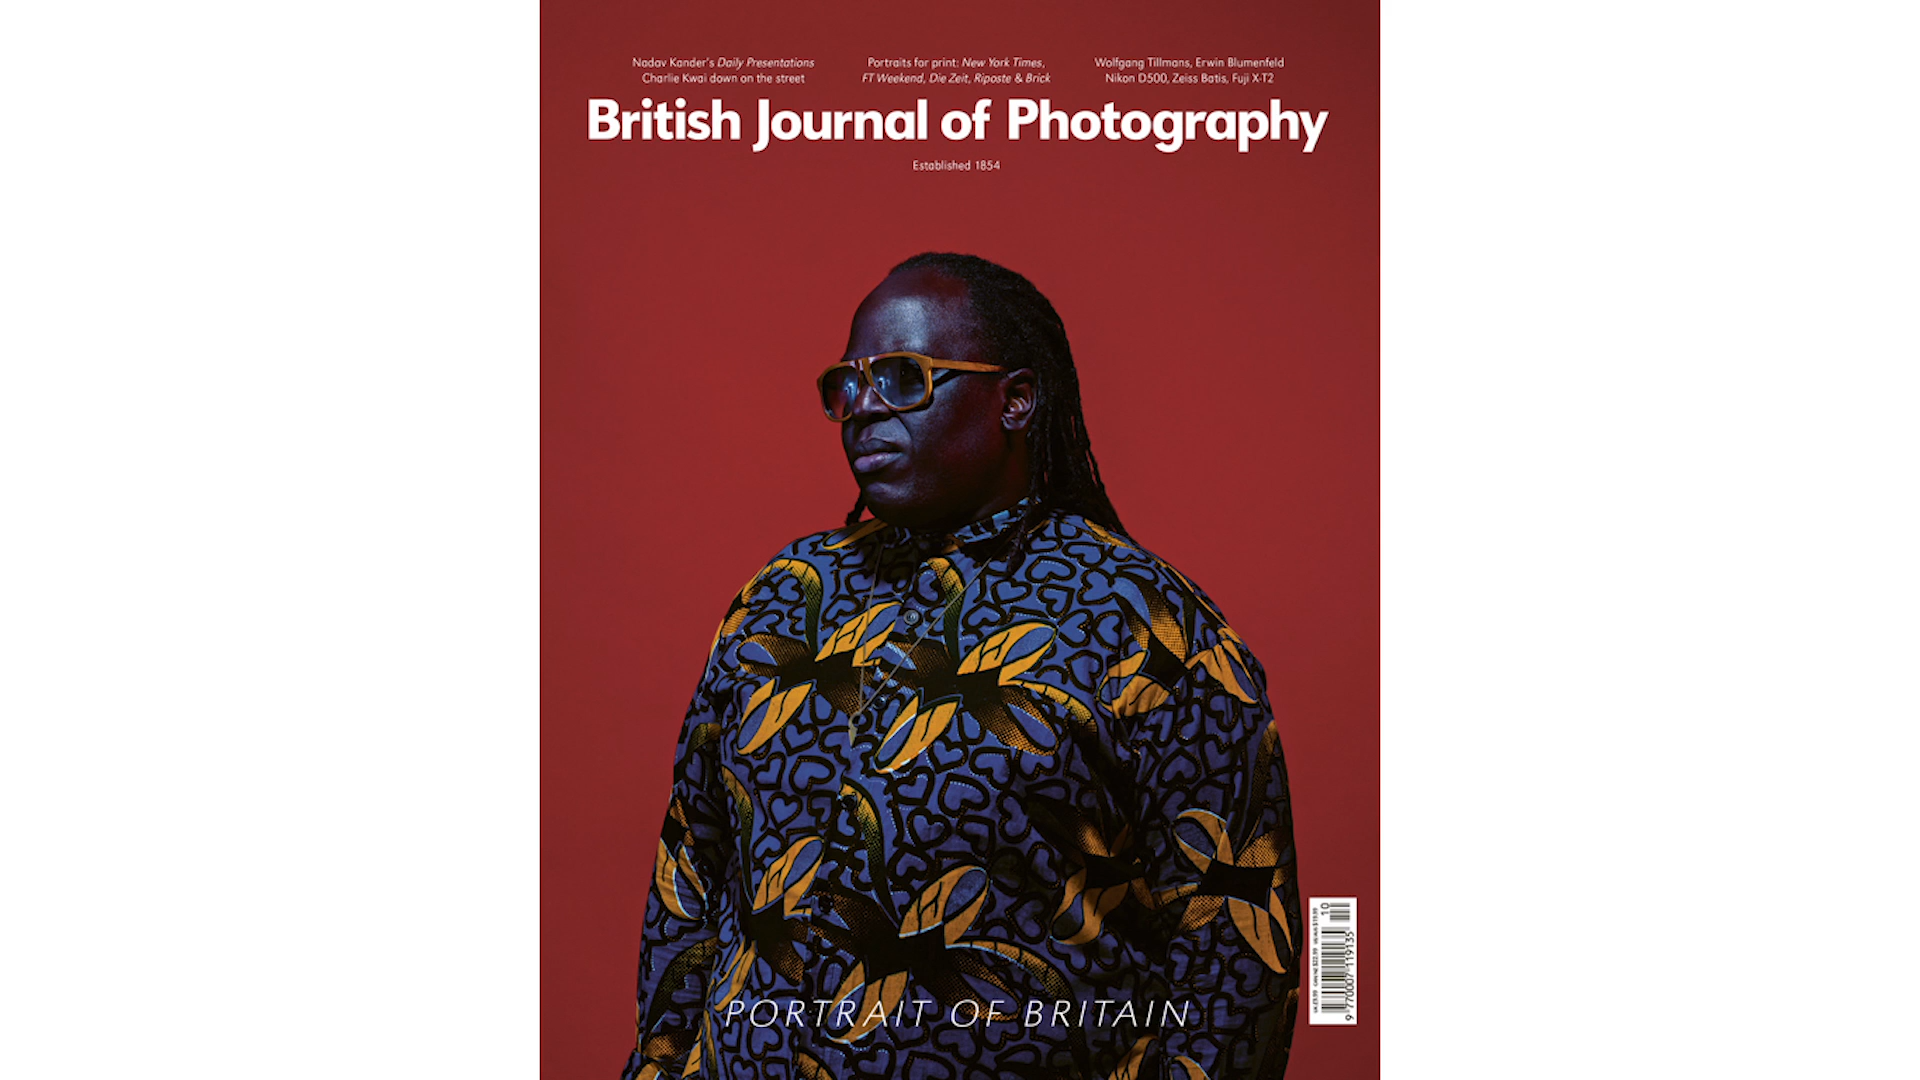 Nadav Kander's Daily Presentations
Charlie Kwai down on the street
Portraits for print: New York Times,
FT Weekend, Die Zeit, Riposte & Brick
Wolfgang Tillmans, Erwin Blumenfeld
Nikon D500, Zeiss Batis, Fuji X-T2
British Journal of Photography
Established 1854
PORTRAIT OF BRITAIN
10
9 770007 119135